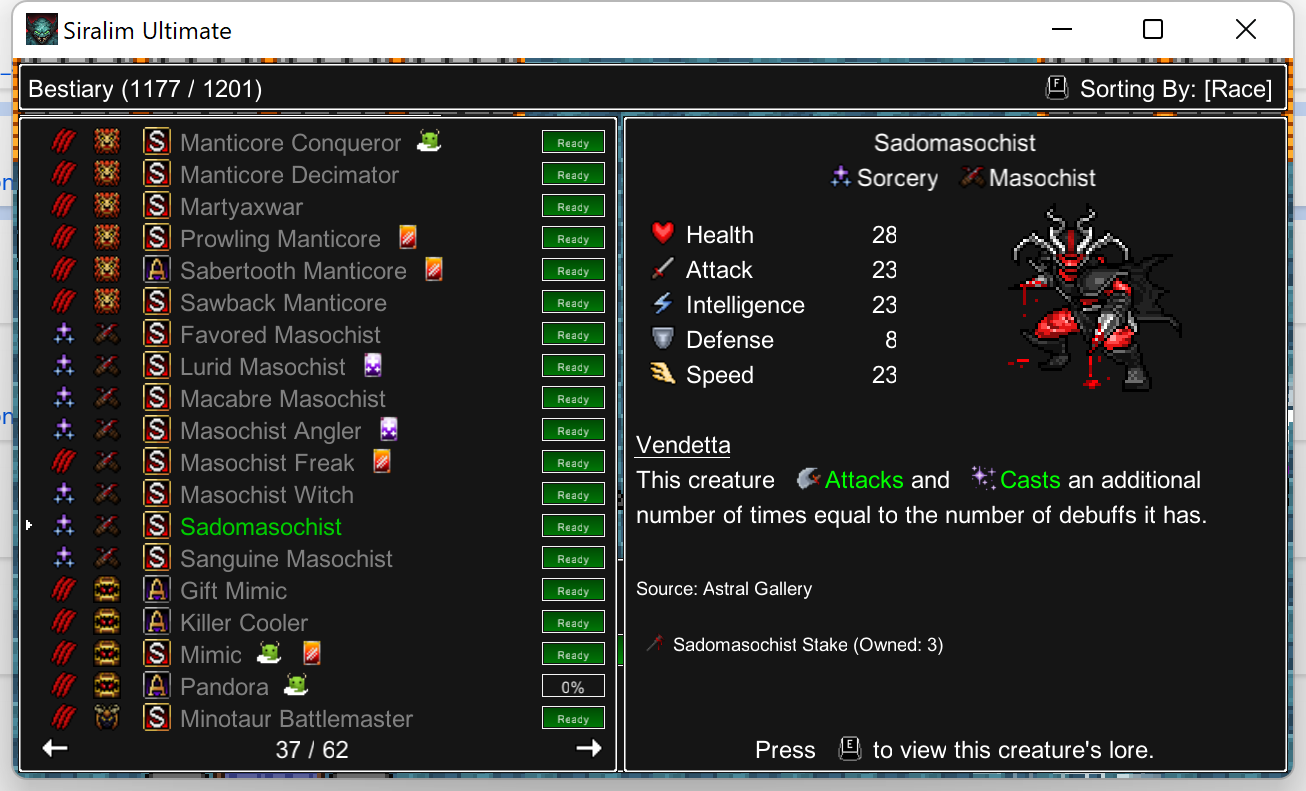 Siralim Ultimate
Bestiary (1177 / 1201)
F Sorting By: [Race]
S Manticore Conqueror Ready
S Manticore Decimator Ready
S Martyaxwar Ready
S Prowling Manticore Ready
A Sabertooth Manticore Ready
S Sawback Manticore Ready
S Favored Masochist Ready
S Lurid Masochist Ready
S Macabre Masochist Ready
S Masochist Angler Ready
S Masochist Freak Ready
S Masochist Witch Ready
S Sadomasochist Ready
S Sanguine Masochist Ready
A Gift Mimic Ready
A Killer Cooler Ready
S Mimic Ready
A Pandora 0%
S Minotaur Battlemaster Ready
37 / 62
Sadomasochist
Sorcery Masochist
Health 28
Attack 23
Intelligence 23
Defense 8
Speed 23
Vendetta
This creature Attacks and Casts an additional
number of times equal to the number of debuffs it has.
Source: Astral Gallery
Sadomasochist Stake (Owned: 3)
Press E to view this creature's lore.